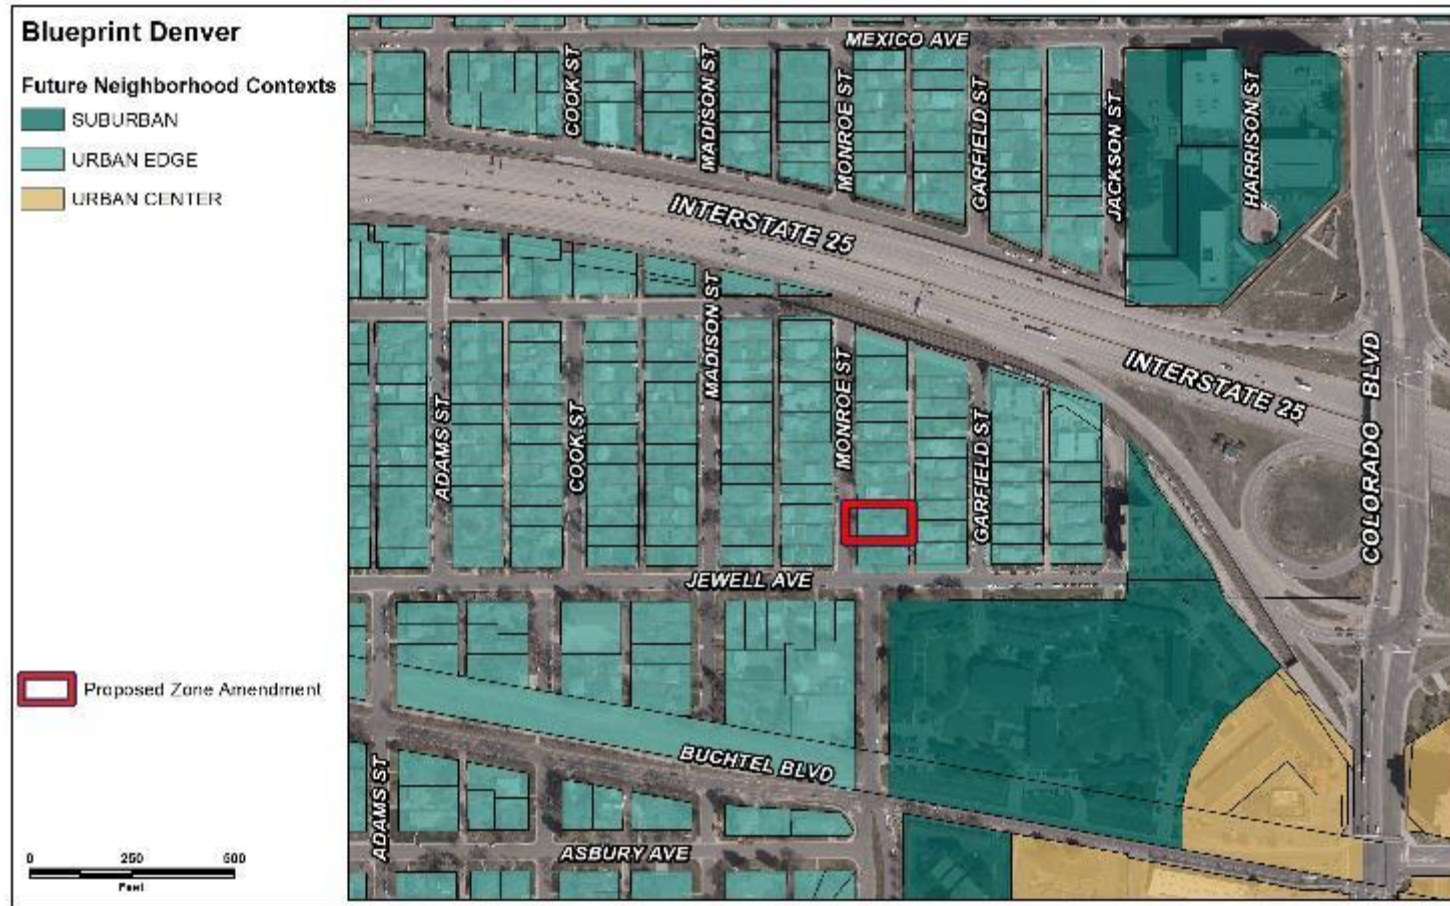 Blueprint Denver
Future Neighborhood Contexts
SUBURBAN
URBAN EDGE
URBAN CENTER
Proposed Zone Amendment
0 250 500
Feet
MEXICO AVE
COOK ST
MADISON ST
MONROE ST
GARFIELD ST
JACKSON ST
HARRISON ST
INTERSTATE 25
INTERSTATE 25
COLORADO BLVD
ADAMS ST
COOK ST
MADISON ST
MONROE ST
GARFIELD ST
JEWELL AVE
BUCHTEL BLVD
ADAMS ST
ASBURY AVE